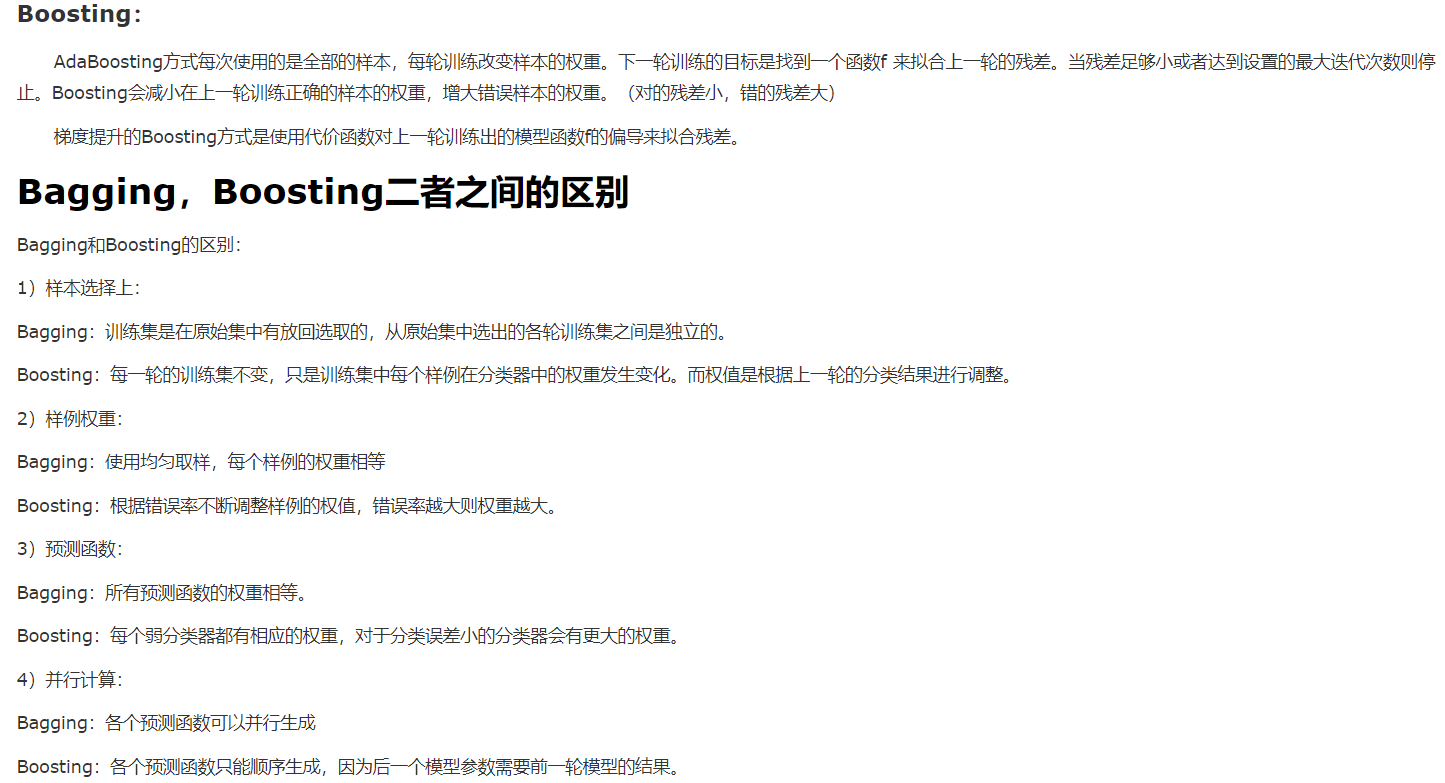 Boosting：
AdaBoosting方式每次使用的是全部的样本，每轮训练改变样本的权重。下一轮训练的目标是找到一个函数f 来拟合上一轮的残差。当残差足够小或者达到设置的最大迭代次数则停
止。Boosting会减小在上一轮训练正确的样本的权重，增大错误样本的权重。（对的残差小，错的残差大）
梯度提升的Boosting方式是使用代价函数对上一轮训练出的模型函数f的偏导来拟合残差。
Bagging，Boosting二者之间的区别
Bagging和Boosting的区别：
1）样本选择上：
Bagging：训练集是在原始集中有放回选取的，从原始集中选出的各轮训练集之间是独立的。
Boosting：每一轮的训练集不变，只是训练集中每个样例在分类器中的权重发生变化。而权值是根据上一轮的分类结果进行调整。
2）样例权重：
Bagging：使用均匀取样，每个样例的权重相等
Boosting：根据错误率不断调整样例的权值，错误率越大则权重越大。
3）预测函数：
Bagging：所有预测函数的权重相等。
Boosting：每个弱分类器都有相应的权重，对于分类误差小的分类器会有更大的权重。
4）并行计算：
Bagging：各个预测函数可以并行生成
Boosting：各个预测函数只能顺序生成，因为后一个模型参数需要前一轮模型的结果。